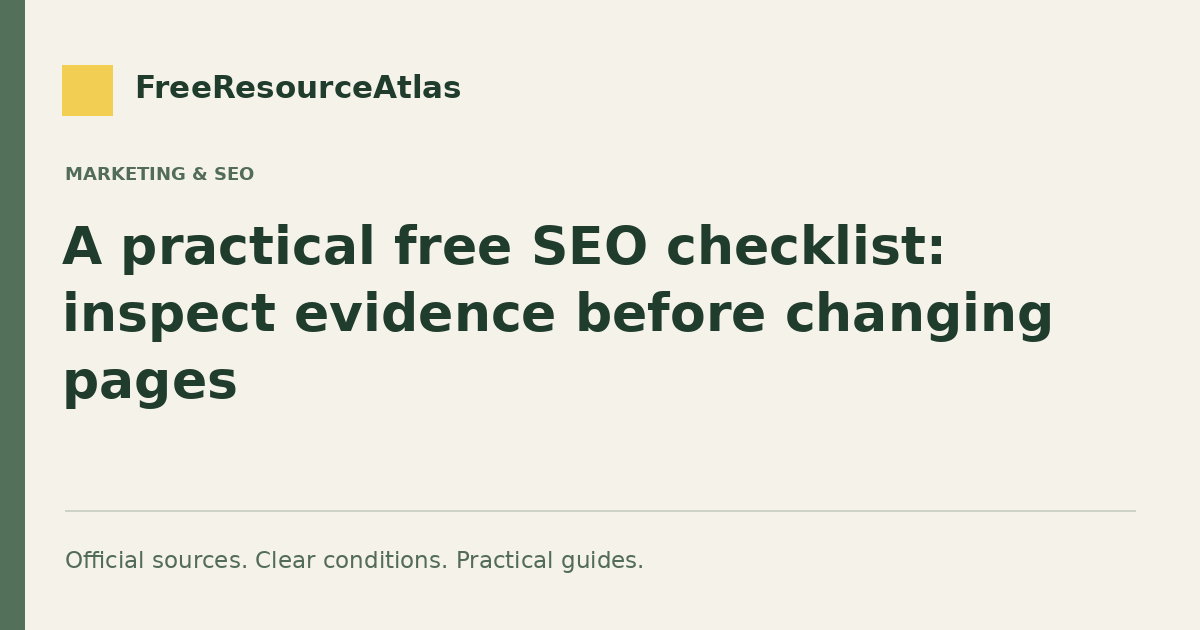 FreeResourceAtlas
MARKETING & SEO
A practical free SEO checklist:
inspect evidence before changing
pages
Official sources. Clear conditions. Practical guides.